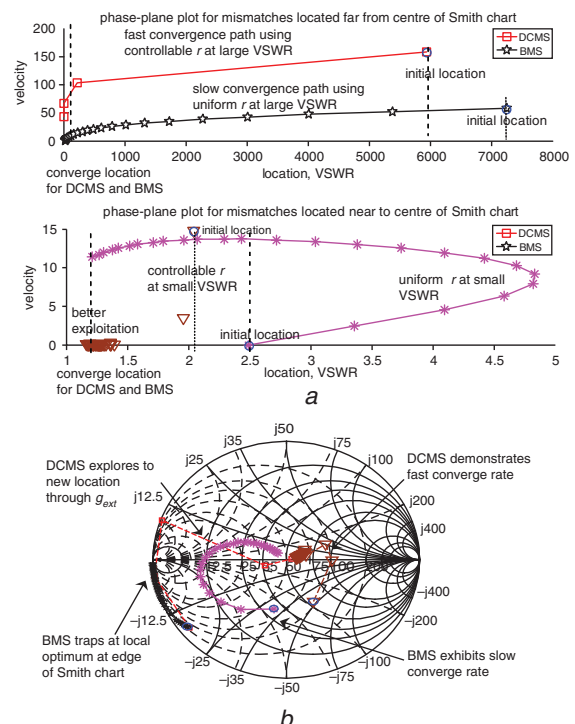 a
phase-plane plot for mismatches located far from centre of Smith chart
200
150
100
50
0
velocity
fast convergence path using
controllable r at large VSWR
slow convergence path using
uniform r at large VSWR
initial location
initial location
DCMS
BMS
0 1000 2000 3000 4000 5000 6000 7000 8000
converge location
for DCMS and BMS
location, VSWR
phase-plane plot for mismatches located near to centre of Smith chart
15
10
5
0
velocity
initial location
controllable r
at small VSWR
uniform r at small
VSWR
better
exploitation
initial location
DCMS
BMS
1 1.5 2 2.5 3 3.5 4 4.5 5
converge location
for DCMS and BMS
location, VSWR
a
j50
j35
j75
j25
j100
DCMS explores to
new location
through gext
DCMS demonstrates
fast converge rate
j12.5
j200
j400
12.5 25 50 75 100
–j400
–j12.5
–j200
BMS traps at local
optimum at edge
of Smith chart
–j25
–j100
BMS exhibits slow
converge rate
–j35
–j75
–j50
b